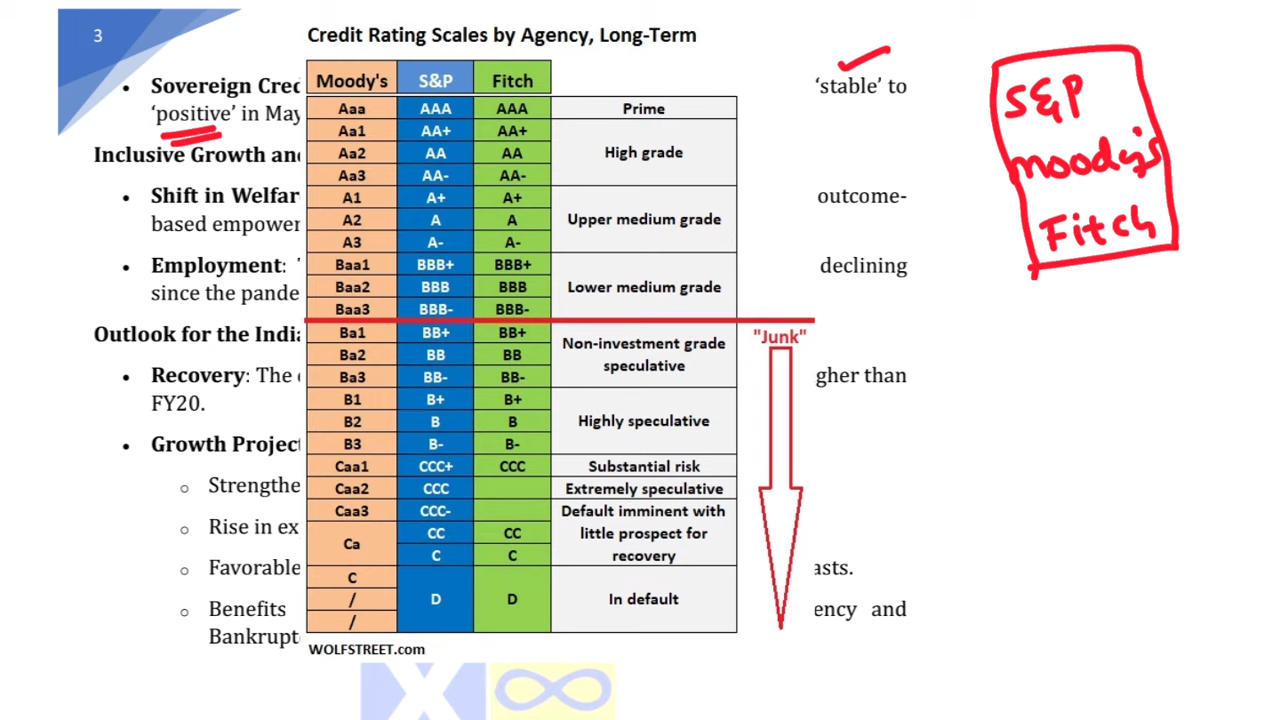 3
Credit Rating Scales by Agency, Long-Term
Moody's S&P Fitch
Aaa AAA AAA Prime
Aa1 AA+ AA+
Aa2 AA AA High grade
Aa3 AA- AA-
A1 A+ A+
A2 A A Upper medium grade
A3 A- A-
Baa1 BBB+ BBB+
Baa2 BBB BBB Lower medium grade
Baa3 BBB- BBB-
Ba1 BB+ BB+ Non-investment grade
Ba2 BB BB speculative
Ba3 BB- BB-
B1 B+ B+
B2 B B Highly speculative
B3 B- B-
Caa1 CCC+ CCC Substantial risk
Caa2 CCC Extremely speculative
Caa3 CCC- Default imminent with
Ca CC CC little prospect for
C C recovery
C
/ D D In default
/
"Junk"
WOLFSTREET.com
• Sovereign Cred ‘stable’ to
‘positive’ in May
Inclusive Growth and
• Shift in Welfar outcome-
based empower
• Employment: declining
since the pande
Outlook for the India
• Recovery: The gher than
FY20.
• Growth Project
○ Strengthe
○ Rise in ex
○ Favorable asts.
○ Benefits ency and
Bankrupt
S&P
moody's
Fitch
X